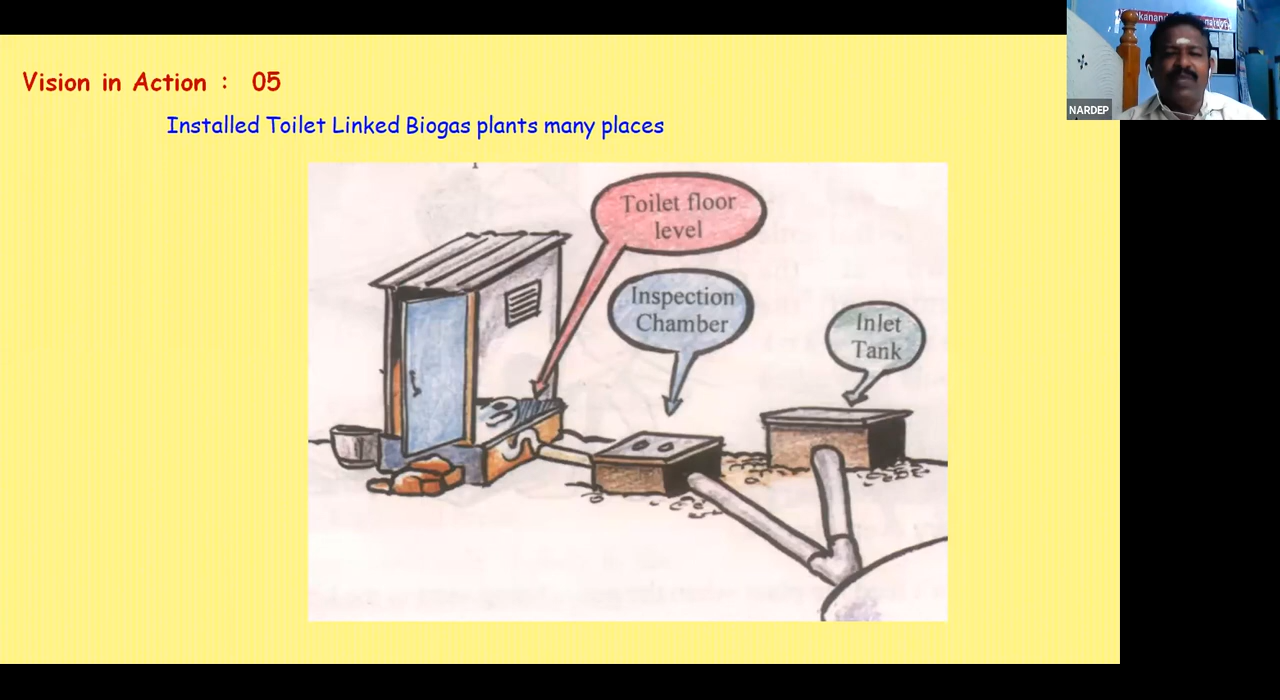 Vision in Action : 05
Installed Toilet Linked Biogas plants many places
Toilet floor
level
Inspection
Chamber
Inlet
Tank
NARDEP